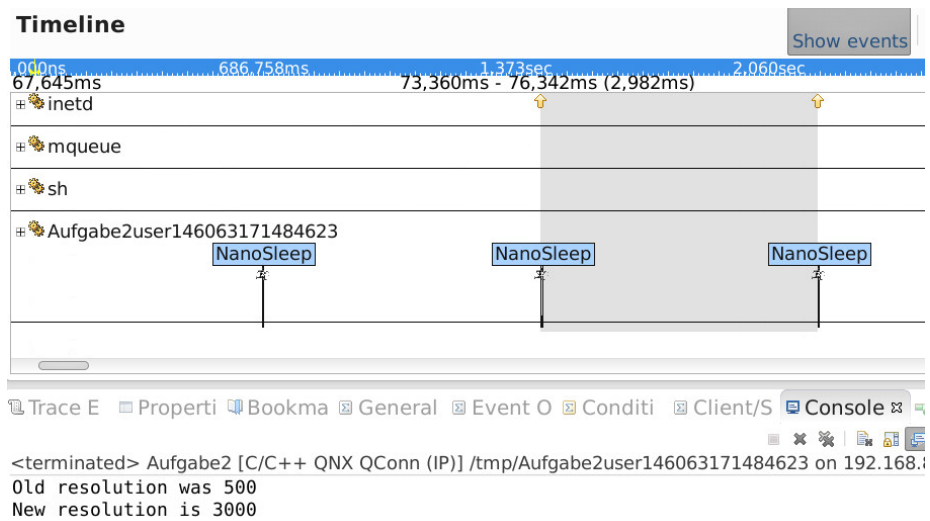 Timeline
Show events
,000ns 686,758ms 1,373sec 2,060sec
67,645ms 73,360ms - 76,342ms (2,982ms)
inetd
mqueue
sh
Aufgabe2user146063171484623
NanoSleep NanoSleep NanoSleep
Trace E Properti Bookma General Event O Conditi Client/S Console
<terminated> Aufgabe2 [C/C++ QNX QConn (IP)] /tmp/Aufgabe2user146063171484623 on 192.168.8
Old resolution was 500
New resolution is 3000